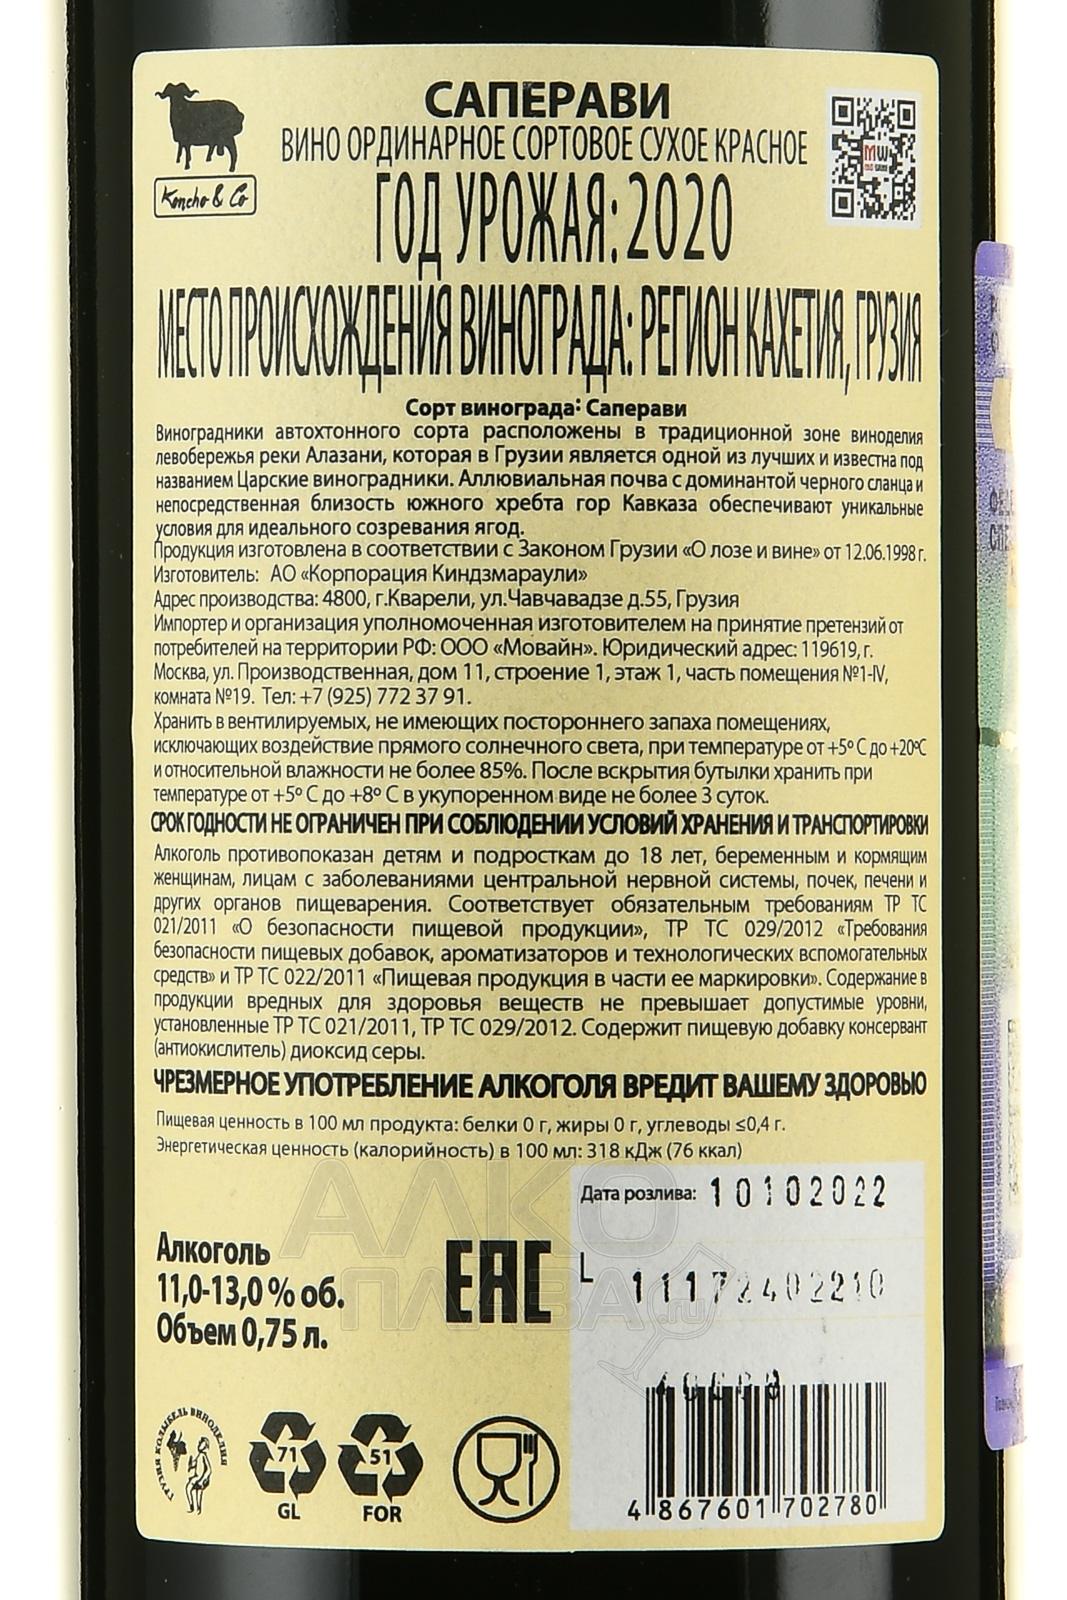 САПЕРАВИ
ВИНО ОРДИНАРНОЕ СОРТОВОЕ СУХОЕ КРАСНОЕ
Koncho & Co
MW
ГОД УРОЖАЯ: 2020
МЕСТО ПРОИСХОЖДЕНИЯ ВИНОГРАДА: РЕГИОН КАХЕТИЯ, ГРУЗИЯ
Сорт винограда: Саперави
Виноградники автохтонного сорта расположены в традиционной зоне виноделия
левобережья реки Алазани, которая в Грузии является одной из лучших и известна под
названием Царские виноградники. Аллювиальная почва с доминантой черного сланца и
непосредственная близость южного хребта гор Кавказа обеспечивают уникальные
условия для идеального созревания ягод.
Продукция изготовлена в соответствии с Законом Грузии «О лозе и вине» от 12.06.1998 г.
Изготовитель: АО «Корпорация Киндзмараули»
Адрес производства: 4800, г.Кварели, ул.Чавчавадзе д.55, Грузия
Импортер и организация уполномоченная изготовителем на принятие претензий от
потребителей на территории РФ: ООО «Мовайн». Юридический адрес: 119619, г.
Москва, ул. Производственная, дом 11, строение 1, этаж 1, часть помещения №1-IV,
комната №19. Тел: +7 (925) 772 37 91.
Хранить в вентилируемых, не имеющих постороннего запаха помещениях,
исключающих воздействие прямого солнечного света, при температуре от +5º С до +20ºС
и относительной влажности не более 85%. После вскрытия бутылки хранить при
температуре от +5º С до +8º С в укупоренном виде не более 3 суток.
СРОК ГОДНОСТИ НЕ ОГРАНИЧЕН ПРИ СОБЛЮДЕНИИ УСЛОВИЙ ХРАНЕНИЯ И ТРАНСПОРТИРОВКИ
Алкоголь противопоказан детям и подросткам до 18 лет, беременным и кормящим
женщинам, лицам с заболеваниями центральной нервной системы, почек, печени и
других органов пищеварения. Соответствует обязательным требованиям ТР ТС
021/2011 «О безопасности пищевой продукции», ТР ТС 029/2012 «Требования
безопасности пищевых добавок, ароматизаторов и технологических вспомогательных
средств» и ТР ТС 022/2011 «Пищевая продукция в части ее маркировки». Содержание в
продукции вредных для здоровья веществ не превышает допустимые уровни,
установленные ТР ТС 021/2011, ТР ТС 029/2012. Содержит пищевую добавку консервант
(антиокислитель) диоксид серы.
ЧРЕЗМЕРНОЕ УПОТРЕБЛЕНИЕ АЛКОГОЛЯ ВРЕДИТ ВАШЕМУ ЗДОРОВЬЮ
Пищевая ценность в 100 мл продукта: белки 0 г, жиры 0 г, углеводы ≤0,4 г.
Энергетическая ценность (калорийность) в 100 мл: 318 кДж (76 ккал)
Дата розлива: 10102022
Алкоголь
11,0-13,0 % об.
Объем 0,75 л.
EAC
L 11172402210
АЛКО
ПЛАВА.ru
ГРУЗИЯ КОЛЫБЕЛЬ ВИНОДЕЛИЯ
71
GL
51
FOR
4 867601 702780